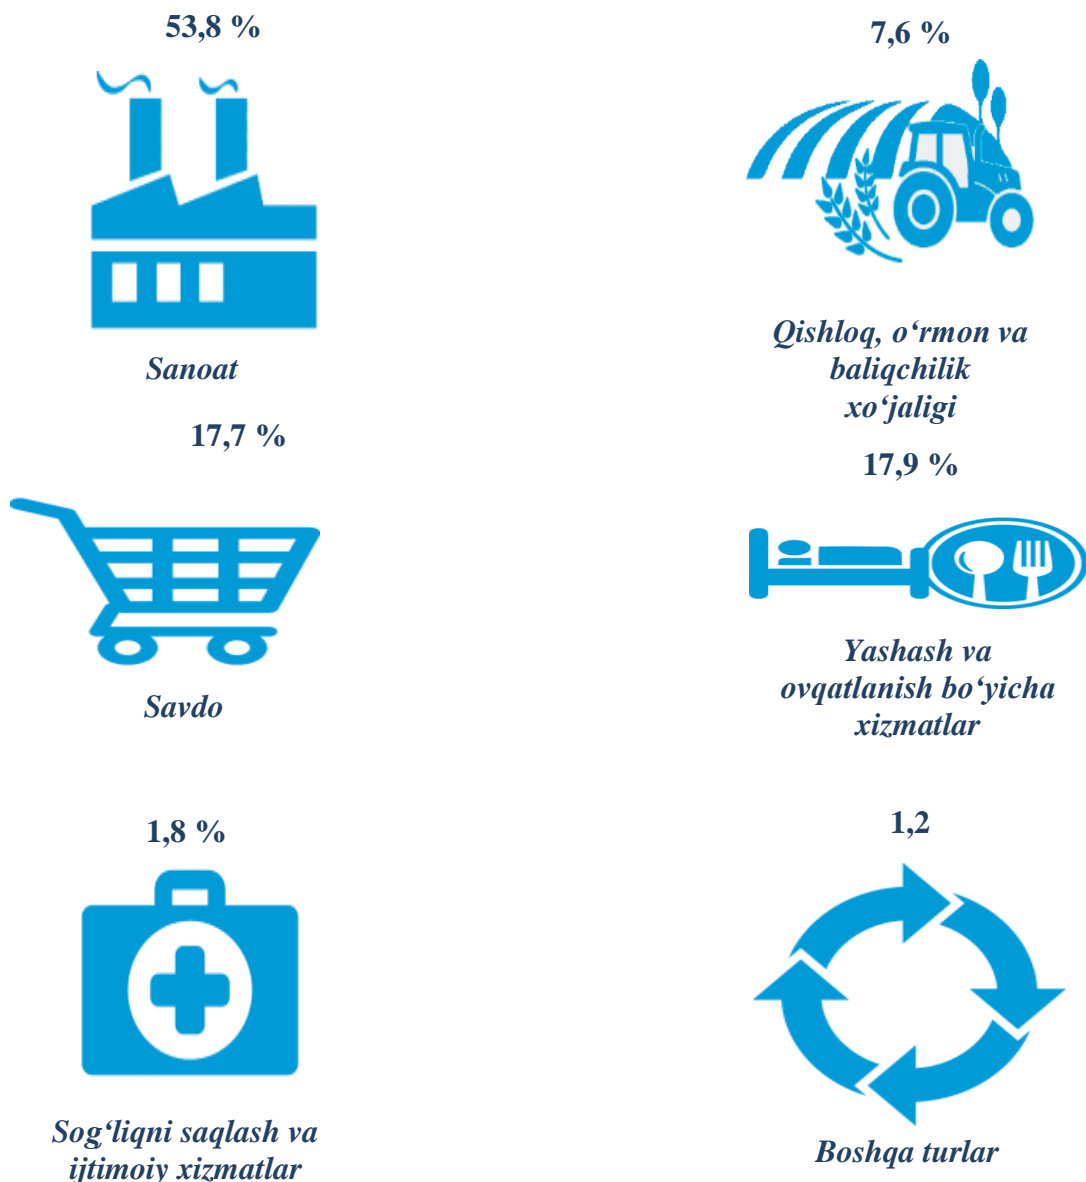 53,8 %
7,6 %
Sanoat
Qishloq, o‘rmon va
baliqchilik
xo‘jaligi
17,7 %
17,9 %
Savdo
Yashash va
ovqatlanish bo‘yicha
xizmatlar
1,8 %
1,2
Sog‘liqni saqlash va
ijtimoiy xizmatlar
Boshqa turlar